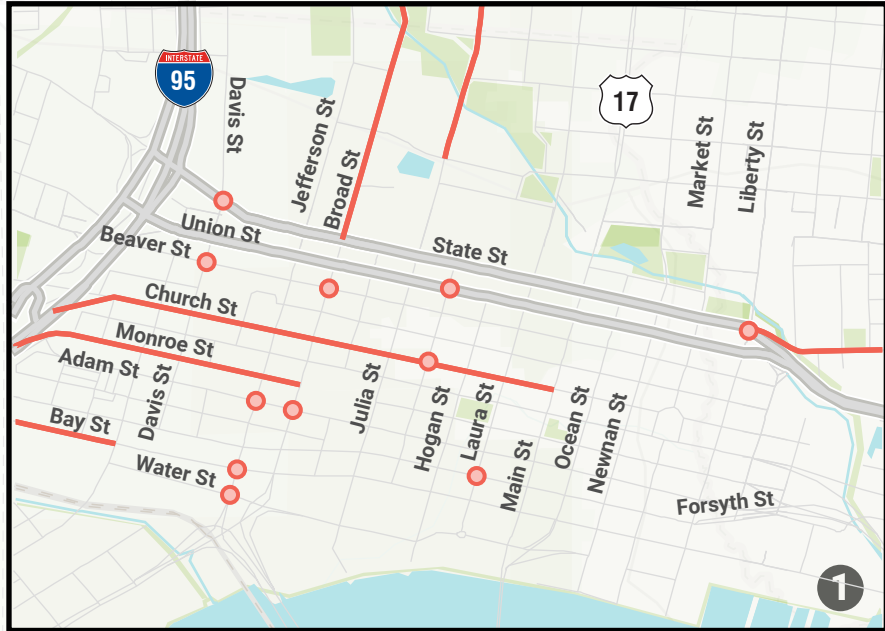 INTERSTATE
95
17
Davis St
Jefferson St
Broad St
Market St
Liberty St
Union St
Beaver St
State St
Church St
Monroe St
Adam St
Davis St
Julia St
Hogan St
Laura St
Main St
Ocean St
Newnan St
Bay St
Water St
Forsyth St
1